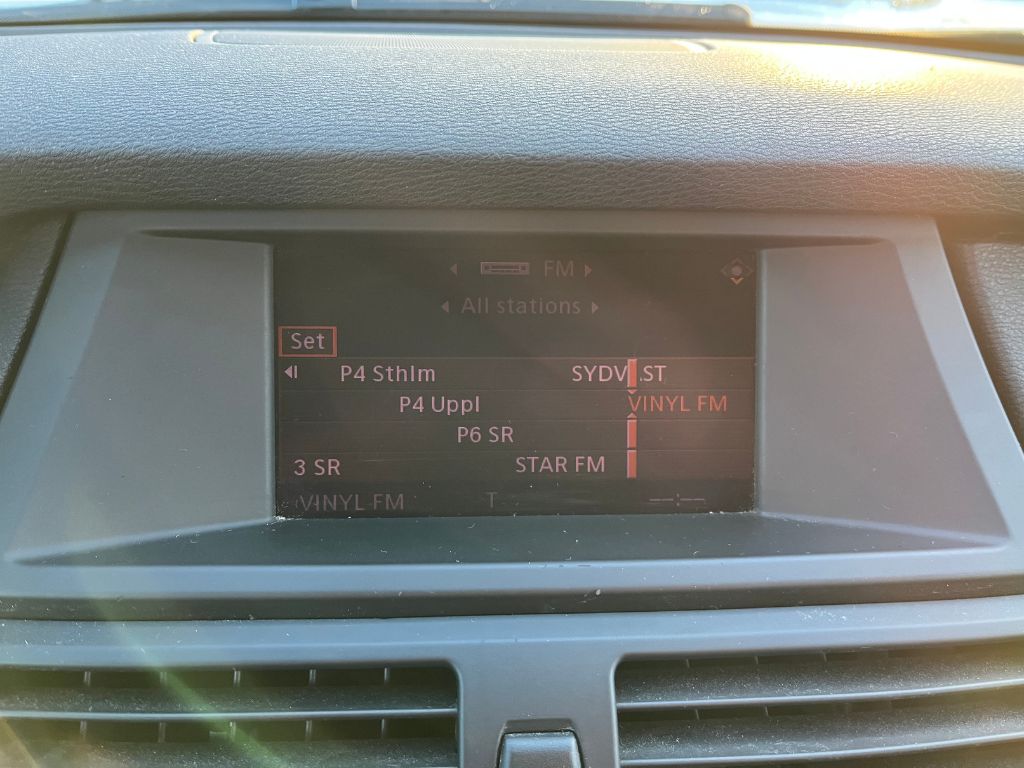 FM
All stations
Set
P4 Sthlm SYDV .ST
P4 Uppl VINYL FM
P6 SR
3 SR STAR FM
VINYL FM T --:--